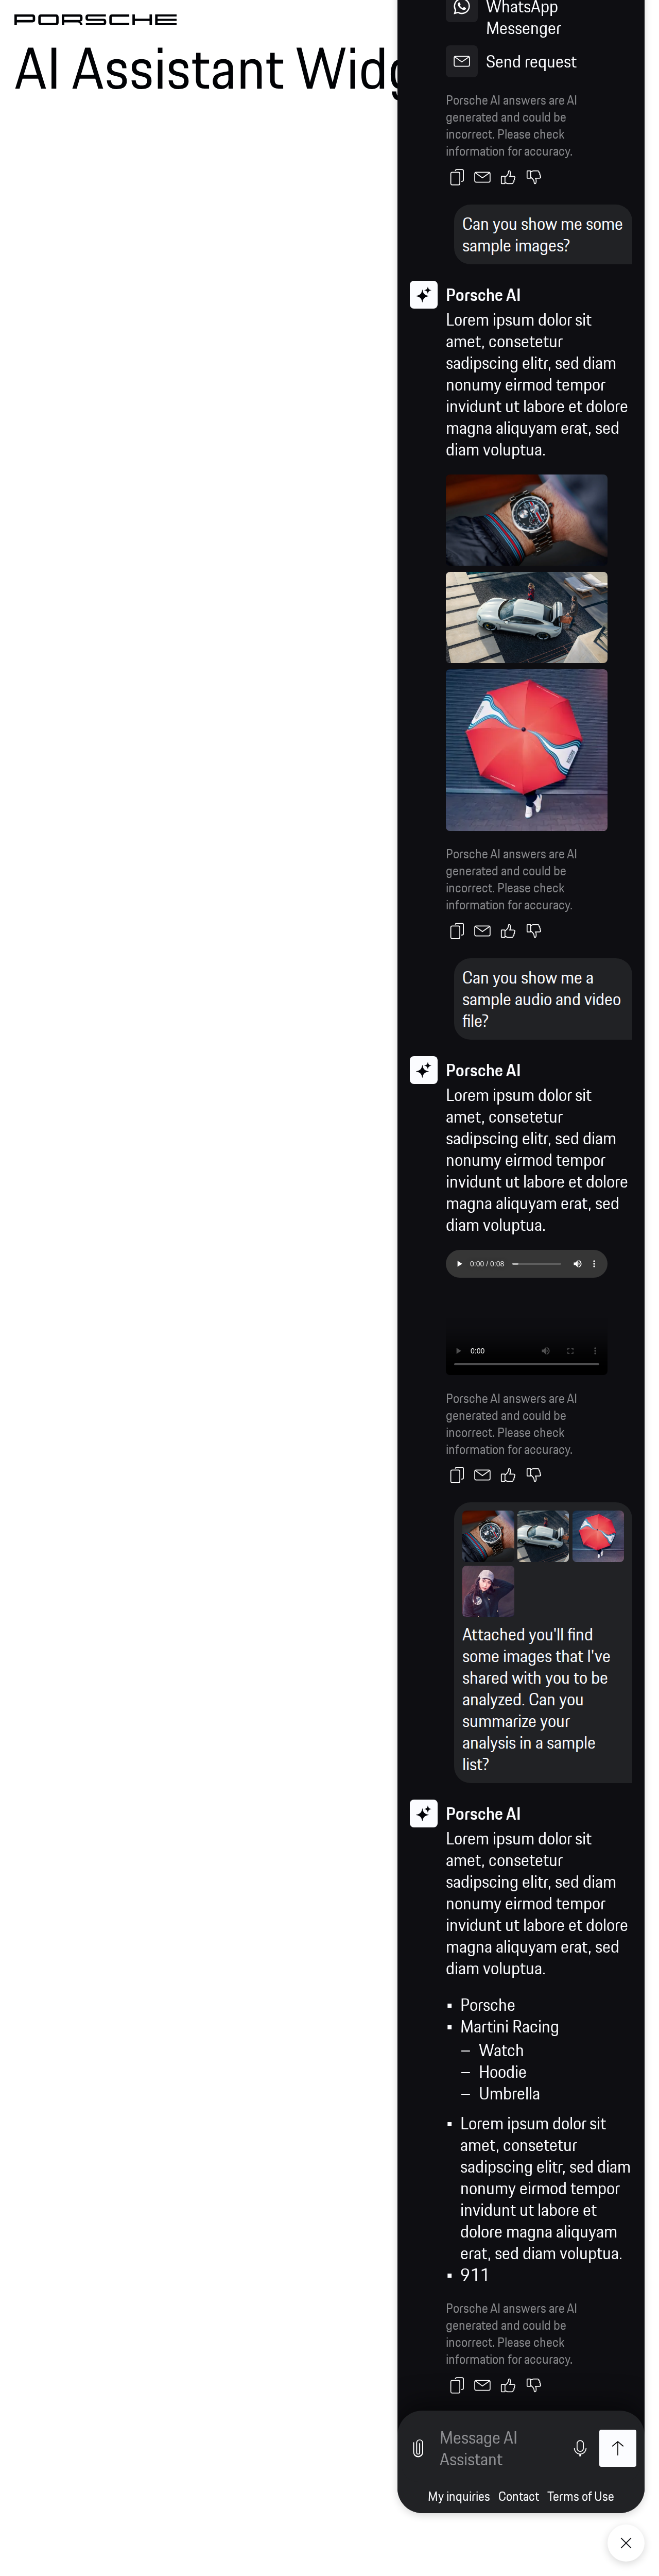 PORSCHE
AI Assistant Widg
WhatsApp
Messenger
Send request
Porsche AI answers are AI
generated and could be
incorrect. Please check
information for accuracy.
Can you show me some
sample images?
Porsche AI
Lorem ipsum dolor sit
amet, consetetur
sadipscing elitr, sed diam
nonumy eirmod tempor
invidunt ut labore et dolore
magna aliquyam erat, sed
diam voluptua.
Porsche AI answers are AI
generated and could be
incorrect. Please check
information for accuracy.
Can you show me a
sample audio and video
file?
Porsche AI
Lorem ipsum dolor sit
amet, consetetur
sadipscing elitr, sed diam
nonumy eirmod tempor
invidunt ut labore et dolore
magna aliquyam erat, sed
diam voluptua.
0:00 / 0:08
0:00
Porsche AI answers are AI
generated and could be
incorrect. Please check
information for accuracy.
Attached you'll find
some images that I've
shared with you to be
analyzed. Can you
summarize your
analysis in a sample
list?
Porsche AI
Lorem ipsum dolor sit
amet, consetetur
sadipscing elitr, sed diam
nonumy eirmod tempor
invidunt ut labore et dolore
magna aliquyam erat, sed
diam voluptua.
▪ Porsche
▪ Martini Racing
– Watch
– Hoodie
– Umbrella
▪ Lorem ipsum dolor sit
amet, consetetur
sadipscing elitr, sed diam
nonumy eirmod tempor
invidunt ut labore et
dolore magna aliquyam
erat, sed diam voluptua.
▪ 911
Porsche AI answers are AI
generated and could be
incorrect. Please check
information for accuracy.
Message AI
Assistant
My inquiries Contact Terms of Use